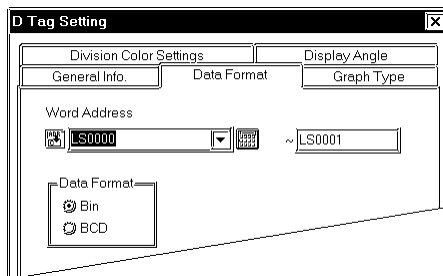 D Tag Setting
Division Color Settings Display Angle
General Info. Data Format Graph Type
Word Address
LS0000 ~ LS0001
Data Format
Bin
BCD